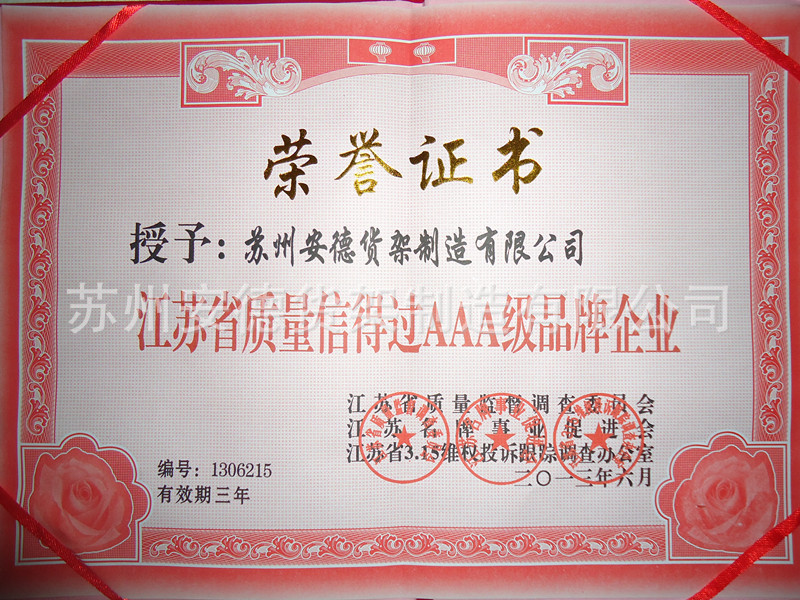 荣誉证书
授予：苏州安德货架制造有限公司
苏州安德货架制造有限公司
江苏省质量信得过AAA级品牌企业
江苏省质量监督调查委员会
江苏名牌事业促进会
江苏省3.15维权投诉跟踪调查办公室
二〇一三年六月
编号：1306215
有效期三年